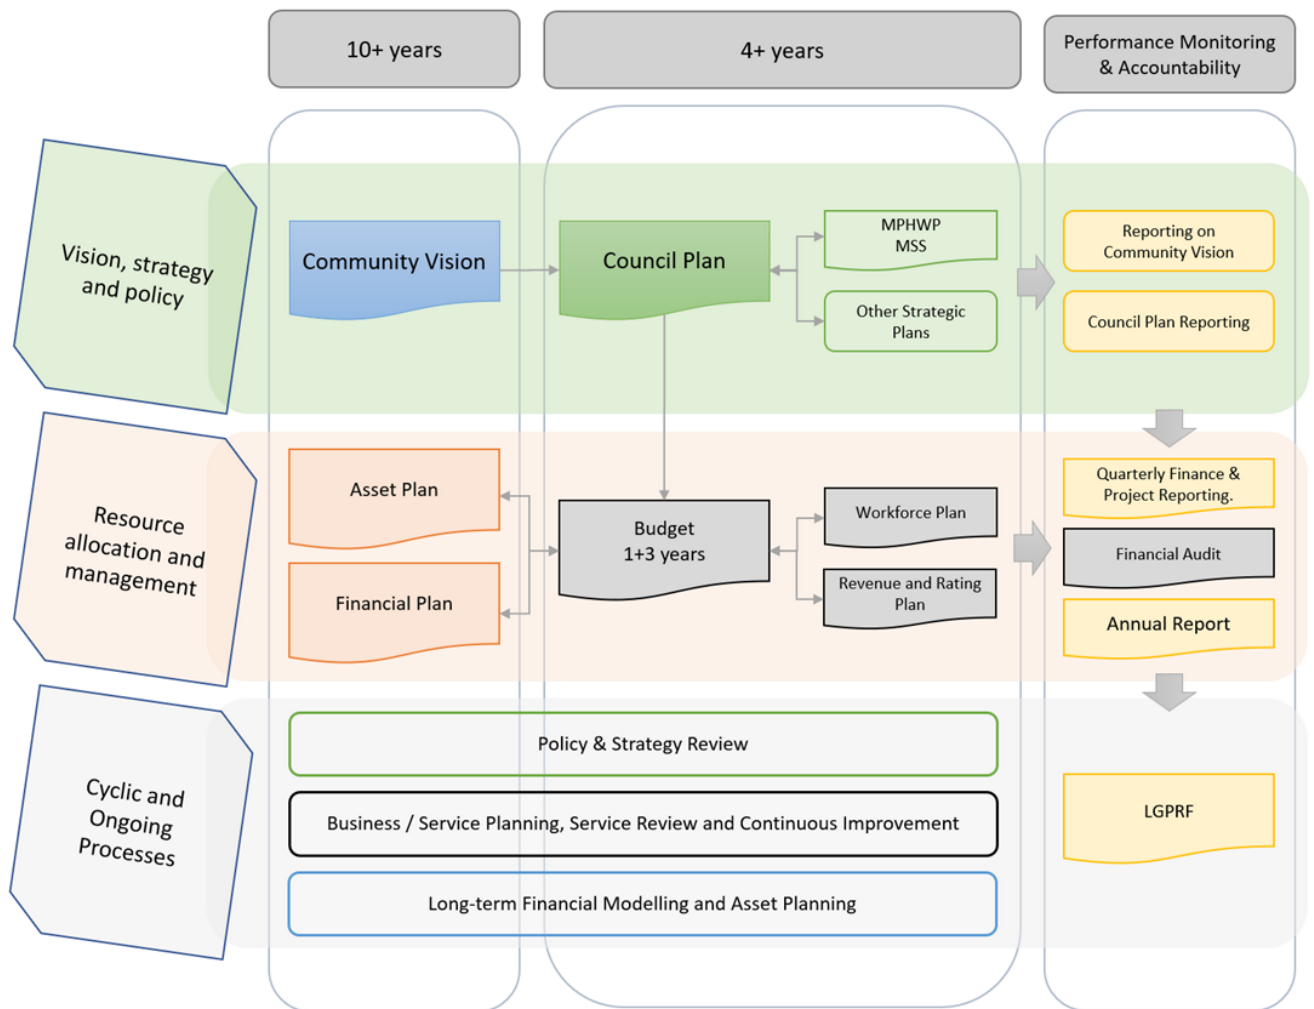 10+ years
4+ years
Performance Monitoring
& Accountability
Vision, strategy
and policy
Community Vision
Council Plan
MPHWP
MSS
Other Strategic
Plans
Reporting on
Community Vision
Council Plan Reporting
Resource
allocation and
management
Asset Plan
Financial Plan
Budget
1+3 years
Workforce Plan
Revenue and Rating
Plan
Quarterly Finance &
Project Reporting.
Financial Audit
Annual Report
Cyclic and
Ongoing
Processes
Policy & Strategy Review
Business / Service Planning, Service Review and Continuous Improvement
Long-term Financial Modelling and Asset Planning
LGPRF